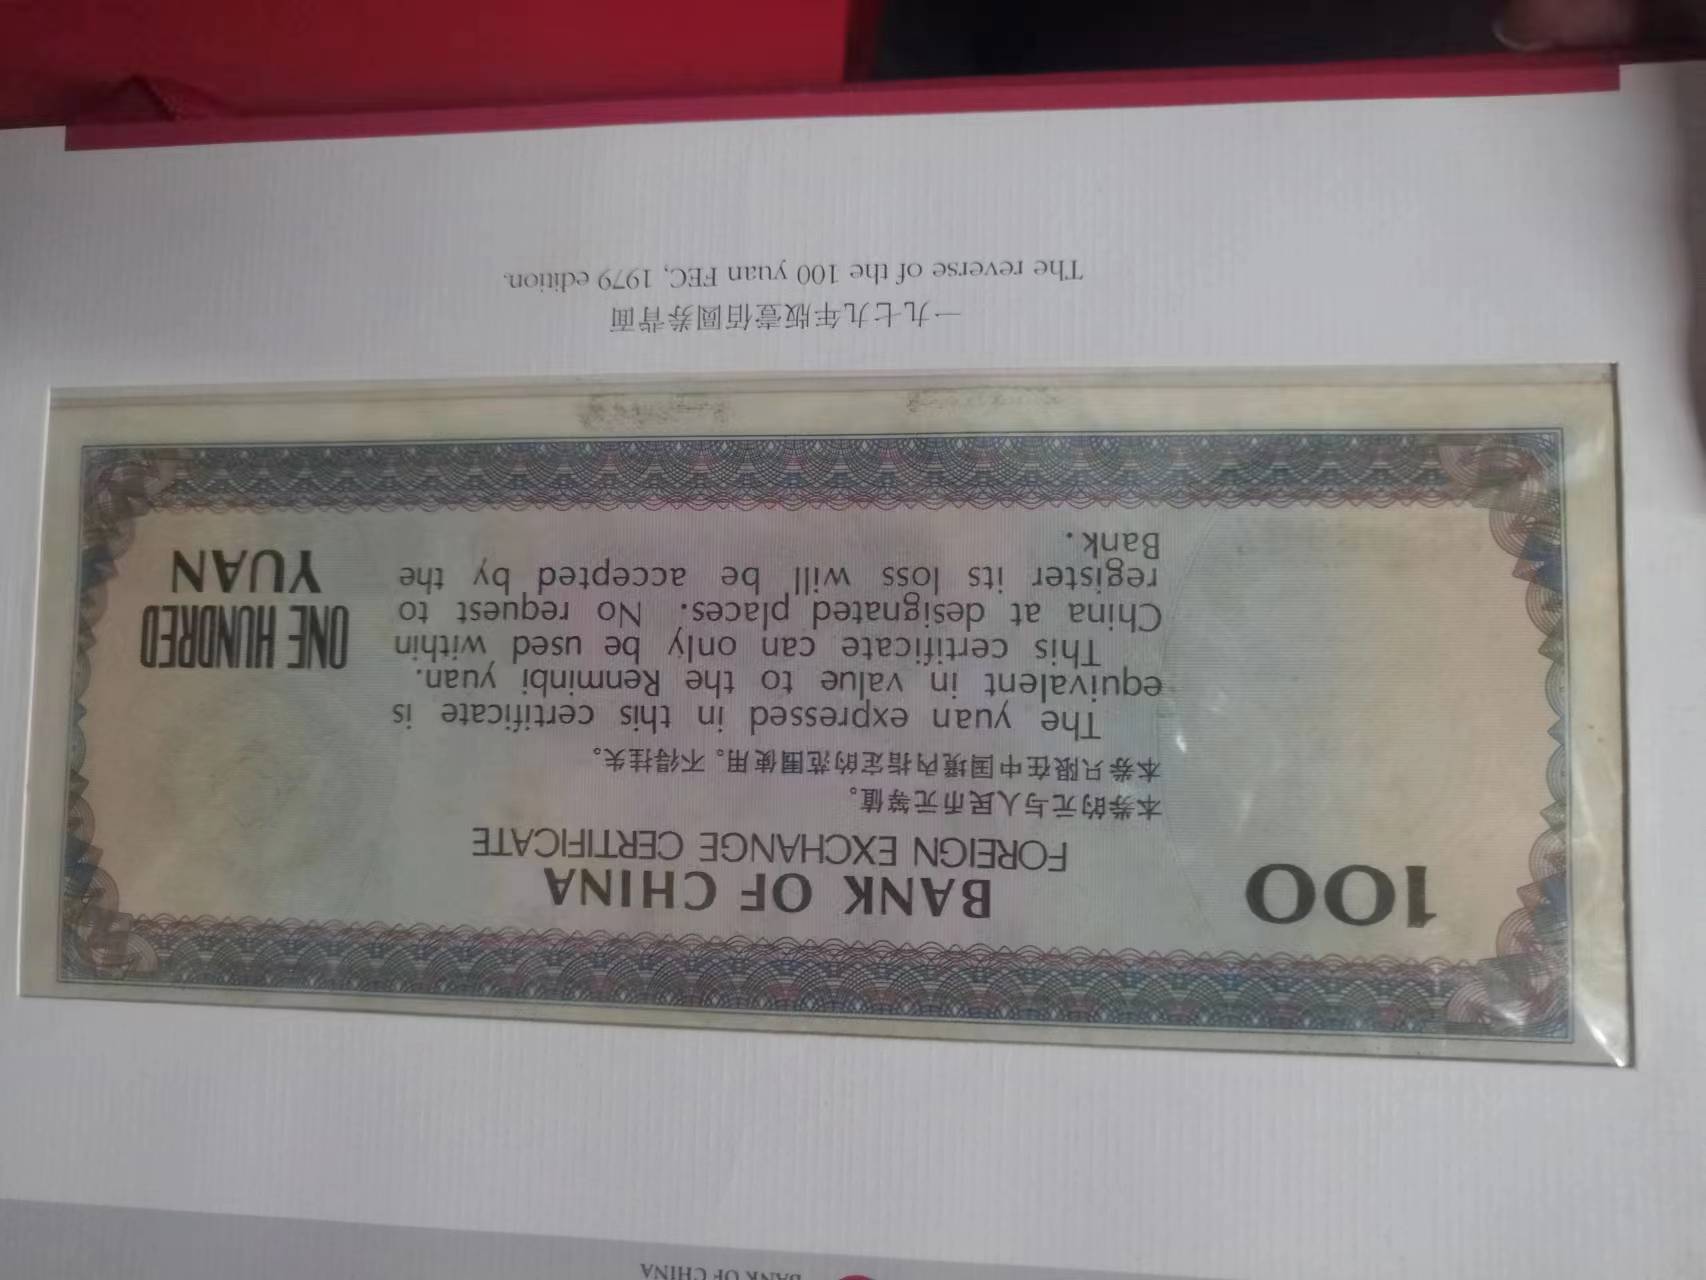 BANK OF CHINA
100
BANK OF CHINA
FOREIGN EXCHANGE CERTIFICATE
本券的元与人民币元等值。
本券只限在中国境内指定的范围使用。不得挂失。
The yuan expressed in this certificate is
equivalent in value to the Renminbi yuan.
This certificate can only be used within
China at designated places. No request to
register its loss will be accepted by the
Bank.
ONE HUNDRED
YUAN
一九七九年版壹佰圆券背面
The reverse of the 100 yuan FEC, 1979 edition.